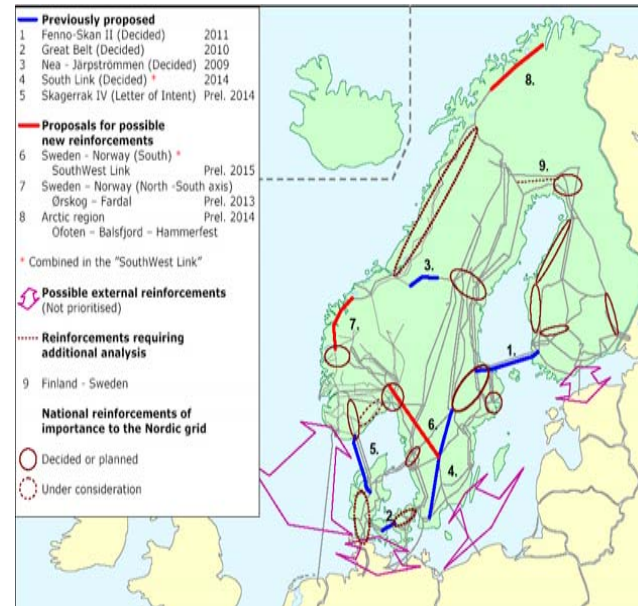 Previously proposed
1 Fenno-Skan II (Decided) 2011
2 Great Belt (Decided) 2010
3 Nea - Järpströmmen (Decided) 2009
4 South Link (Decided) * 2014
5 Skagerrak IV (Letter of Intent) Prel. 2014
Proposals for possible
new reinforcements
6 Sweden - Norway (South) *
SouthWest Link Prel. 2015
7 Sweden - Norway (North -South axis)
Ørskog - Fardal Prel. 2013
8 Arctic region Prel. 2014
Ofoten - Balsfjord - Hammerfest
* Combined in the "SouthWest Link"
Possible external reinforcements
(Not prioritised)
Reinforcements requiring
additional analysis
9 Finland - Sweden
National reinforcements of
importance to the Nordic grid
Decided or planned
Under consideration
8.
9.
3.
7.
1.
6.
5.
4.
2.